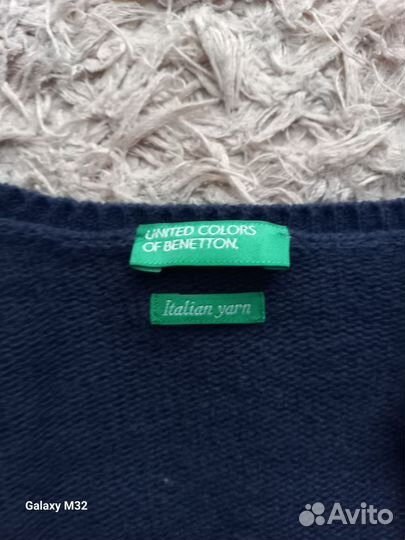 UNITED COLORS
OF BENETTON.
Italian yarn
Galaxy M32
Avito